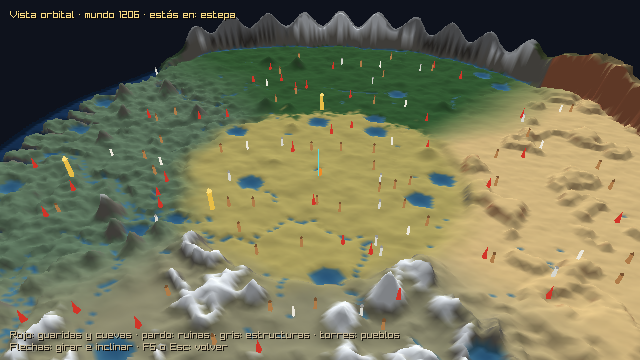 Vista orbital · mundo 1206 · estás en: estepa
Rojo: guaridas y cuevas · pardo: ruinas · gris: estructuras · torres: pueblos
Flechas: girar e inclinar · F5 o Esc: volver